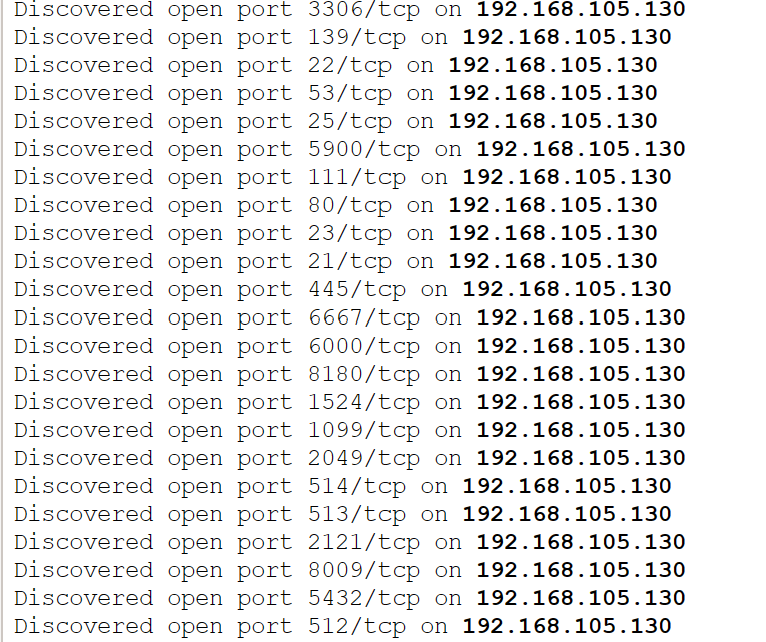 Discovered open port 3306/tcp on 192.168.105.130
Discovered open port 139/tcp on 192.168.105.130
Discovered open port 22/tcp on 192.168.105.130
Discovered open port 53/tcp on 192.168.105.130
Discovered open port 25/tcp on 192.168.105.130
Discovered open port 5900/tcp on 192.168.105.130
Discovered open port 111/tcp on 192.168.105.130
Discovered open port 80/tcp on 192.168.105.130
Discovered open port 23/tcp on 192.168.105.130
Discovered open port 21/tcp on 192.168.105.130
Discovered open port 445/tcp on 192.168.105.130
Discovered open port 6667/tcp on 192.168.105.130
Discovered open port 6000/tcp on 192.168.105.130
Discovered open port 8180/tcp on 192.168.105.130
Discovered open port 1524/tcp on 192.168.105.130
Discovered open port 1099/tcp on 192.168.105.130
Discovered open port 2049/tcp on 192.168.105.130
Discovered open port 514/tcp on 192.168.105.130
Discovered open port 513/tcp on 192.168.105.130
Discovered open port 2121/tcp on 192.168.105.130
Discovered open port 8009/tcp on 192.168.105.130
Discovered open port 5432/tcp on 192.168.105.130
Discovered open port 512/tcp on 192.168.105.130